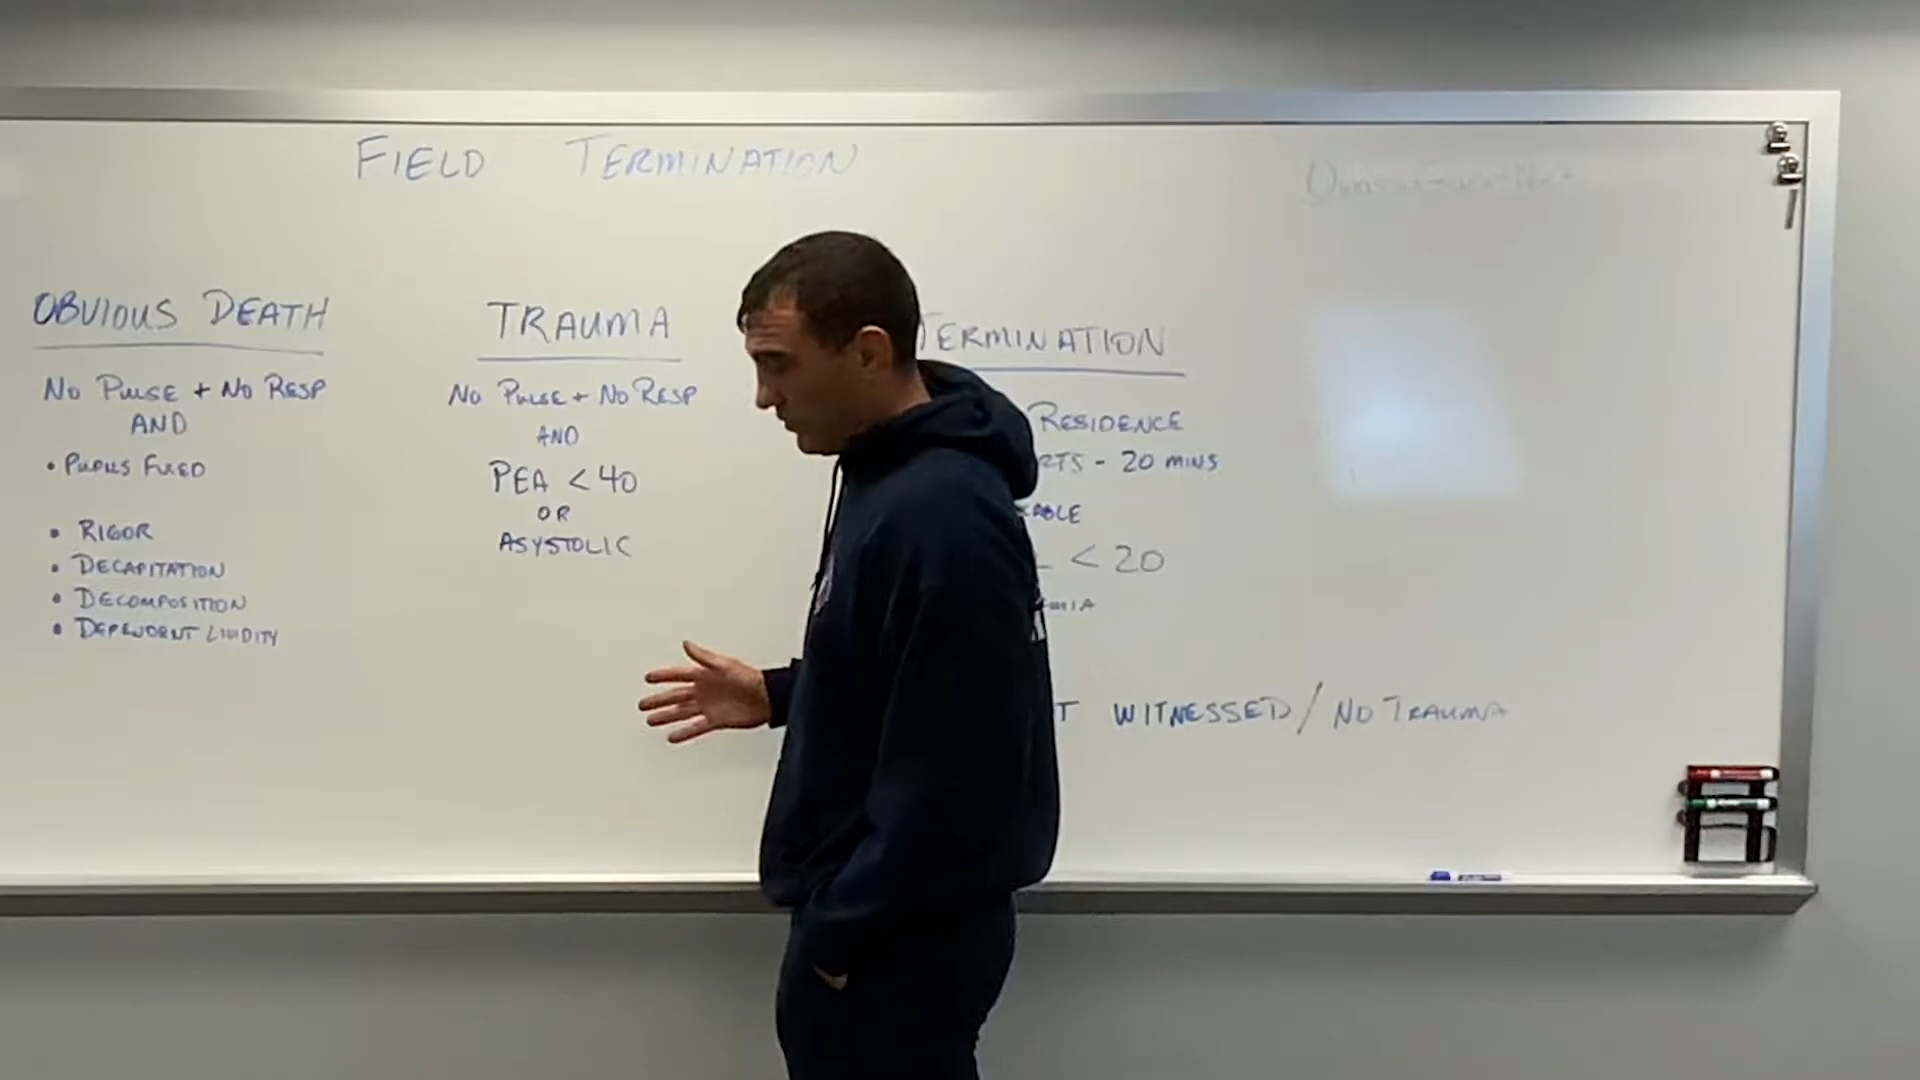 FIELD TERMINATION
OBVIOUS DEATH
NO PULSE + NO RESP
AND
• PUPILS FIXED
• RIGOR
• DECAPITATION
• DECOMPOSITION
• DEPENDENT LIVIDITY
TRAUMA
NO PULSE + NO RESP
AND
PEA < 40
OR
ASYSTOLIC
TERMINATION
RESIDENCE
RTS - 20 MINS
< 20
WITNESSED / NO TRAUMA